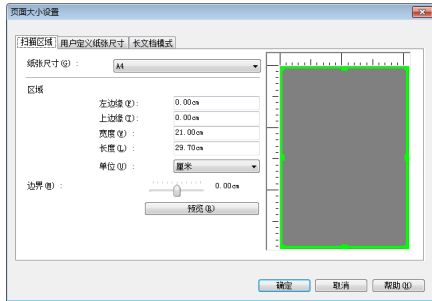 页面大小设置
扫描区域 用户定义纸张尺寸 长文档模式
纸张尺寸(G) : A4
区域
左边缘(F): 0.00cm
上边缘(T): 0.00cm
宽度(W) : 21.00cm
长度(L) : 29.70cm
单位(U) : 厘米
边界(M) : 0.00cm
预览(R)
确定 取消 帮助(H)